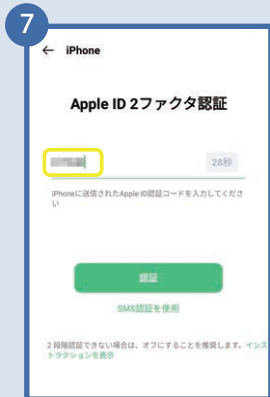 7
← iPhone
Apple ID 2ファクタ認証
28秒
iPhoneに送信されたApple ID認証コードを入力してくださ
い
認証
SMS認証を使用
2 段階認証できない場合は、オフにすることを推奨します。インス
トラクションを表示